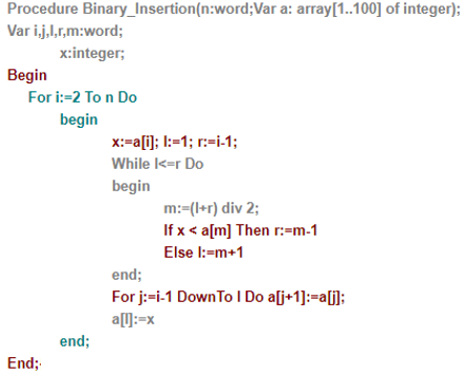 Procedure Binary_Insertion(n:word;Var a: array[1..100] of integer);
Var i,j,l,r,m:word;
x:integer;
Begin
For i:=2 To n Do
begin
x:=a[i]; l:=1; r:=i-1;
While l<=r Do
begin
m:=(l+r) div 2;
If x < a[m] Then r:=m-1
Else l:=m+1
end;
For j:=i-1 DownTo l Do a[j+1]:=a[j];
a[l]:=x
end;
End;